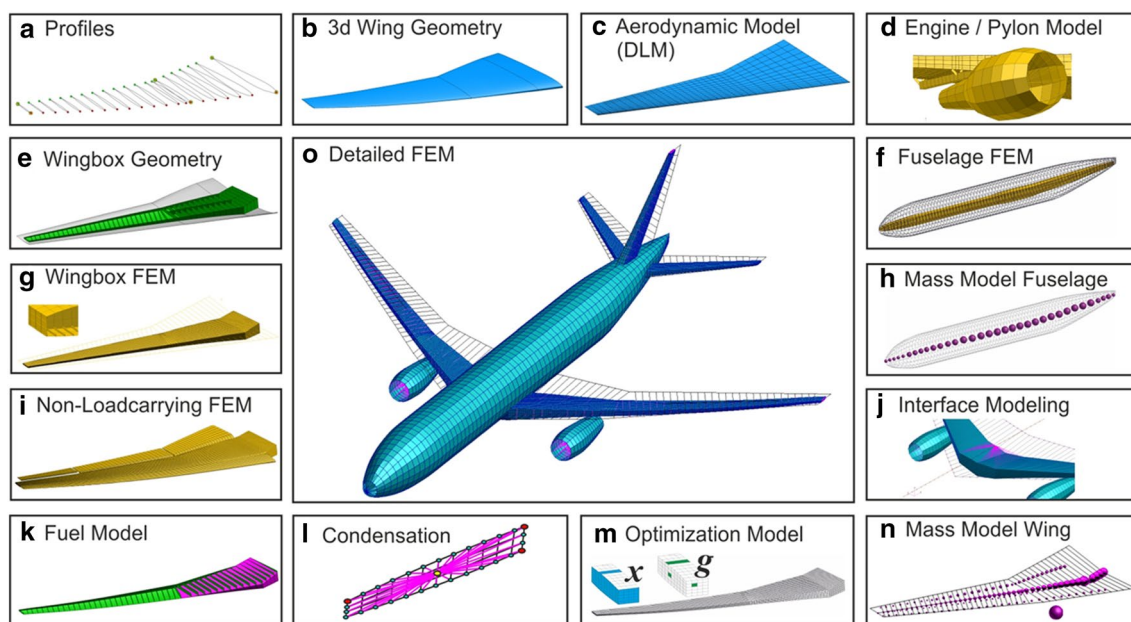 a Profiles
b 3d Wing Geometry
c Aerodynamic Model
(DLM)
d Engine / Pylon Model
e Wingbox Geometry
o Detailed FEM
f Fuselage FEM
g Wingbox FEM
h Mass Model Fuselage
i Non-Loadcarrying FEM
j Interface Modeling
k Fuel Model
l Condensation
m Optimization Model
x g
n Mass Model Wing